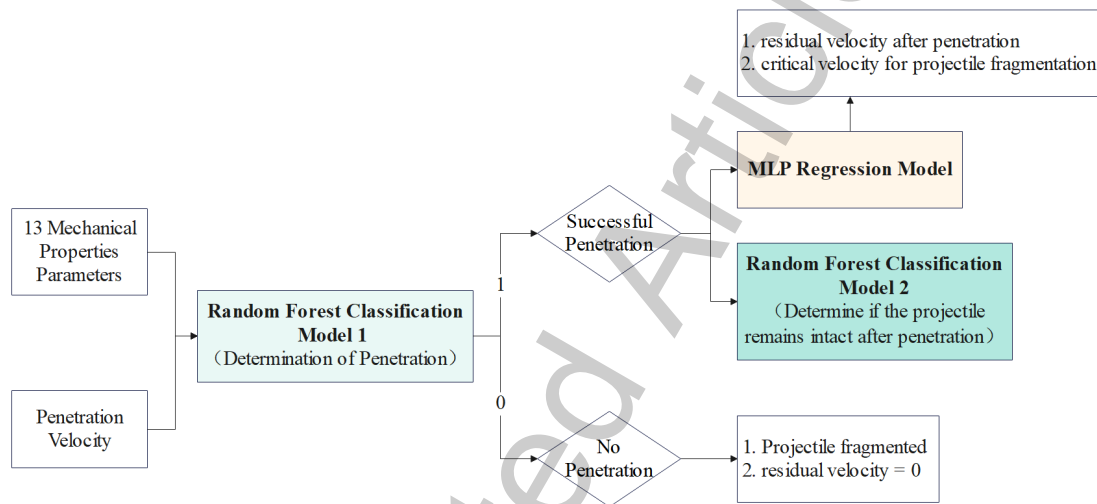 1. residual velocity after penetration
2. critical velocity for projectile fragmentation
MLP Regression Model
13 Mechanical
Properties
Parameters
Successful
Penetration
1
Random Forest Classification
Model 1
（Determination of Penetration）
Random Forest Classification
Model 2
（Determine if the projectile
remains intact after penetration）
0
Penetration
Velocity
No
Penetration
1. Projectile fragmented
2. residual velocity = 0
ted Articl